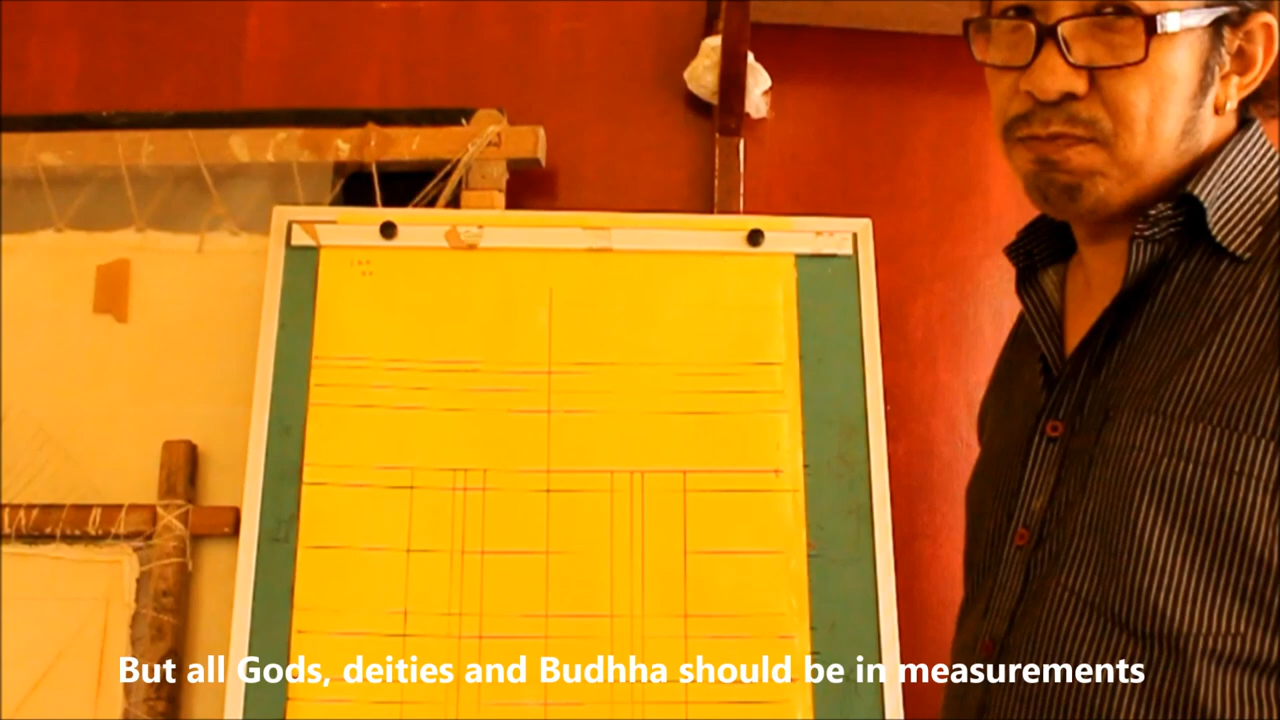 But all Gods, deities and Budhha should be in measurements